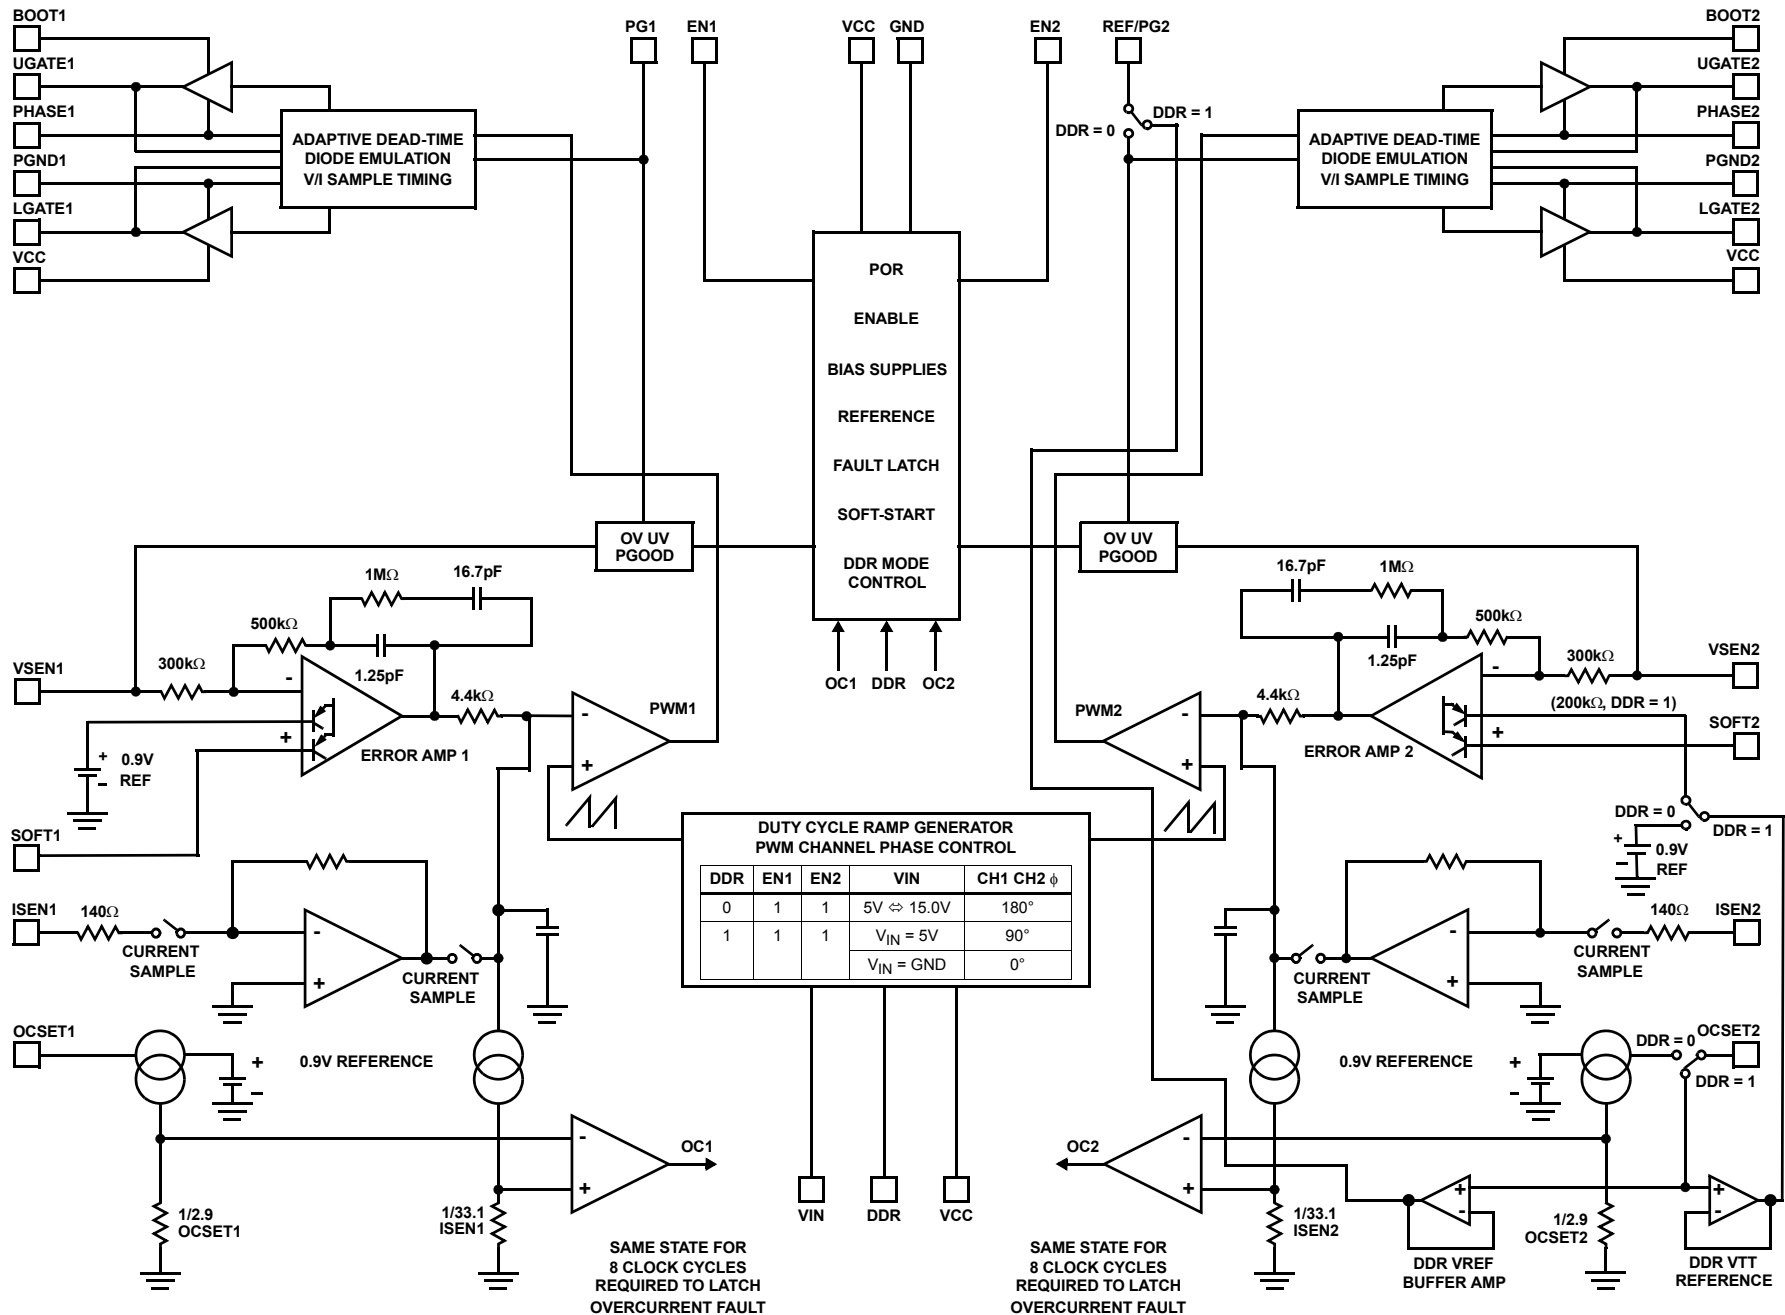 BOOT1
UGATE1
PHASE1
PGND1
LGATE1
VCC
PG1
EN1
VCC
GND
EN2
REF/PG2
BOOT2
UGATE2
PHASE2
PGND2
LGATE2
VCC
ADAPTIVE DEAD-TIME
DIODE EMULATION
V/I SAMPLE TIMING
DDR = 0
DDR = 1
ADAPTIVE DEAD-TIME
DIODE EMULATION
V/I SAMPLE TIMING
POR
ENABLE
BIAS SUPPLIES
REFERENCE
FAULT LATCH
SOFT-START
DDR MODE
CONTROL
OC1
DDR
OC2
OV UV
PGOOD
OV UV
PGOOD
1MΩ
16.7pF
500kΩ
1.25pF
VSEN1
300kΩ
-
+
4.4kΩ
ERROR AMP 1
+
-
0.9V
REF
SOFT1
-
+
PWM1
16.7pF
1MΩ
500kΩ
1.25pF
VSEN2
300kΩ
(200kΩ, DDR = 1)
-
+
4.4kΩ
ERROR AMP 2
SOFT2
PWM2
-
+
DDR = 0
DDR = 1
+
-
0.9V
REF
DUTY CYCLE RAMP GENERATOR
PWM CHANNEL PHASE CONTROL
DDR EN1 EN2 VIN CH1 CH2 ϕ
0 1 1 5V ⇔ 15.0V 180°
1 1 1 VIN = 5V 90°
VIN = GND 0°
ISEN1
140Ω
CURRENT
SAMPLE
-
+
CURRENT
SAMPLE
ISEN2
140Ω
CURRENT
SAMPLE
-
+
CURRENT
SAMPLE
OCSET1
+
-
0.9V REFERENCE
1/2.9
OCSET1
1/33.1
ISEN1
-
+
OC1
SAME STATE FOR
8 CLOCK CYCLES
REQUIRED TO LATCH
OVERCURRENT FAULT
VIN
DDR
VCC
OC2
-
+
SAME STATE FOR
8 CLOCK CYCLES
REQUIRED TO LATCH
OVERCURRENT FAULT
1/33.1
ISEN2
0.9V REFERENCE
+
-
DDR = 0
OCSET2
DDR = 1
+
-
DDR VREF
BUFFER AMP
1/2.9
OCSET2
+
-
DDR VTT
REFERENCE